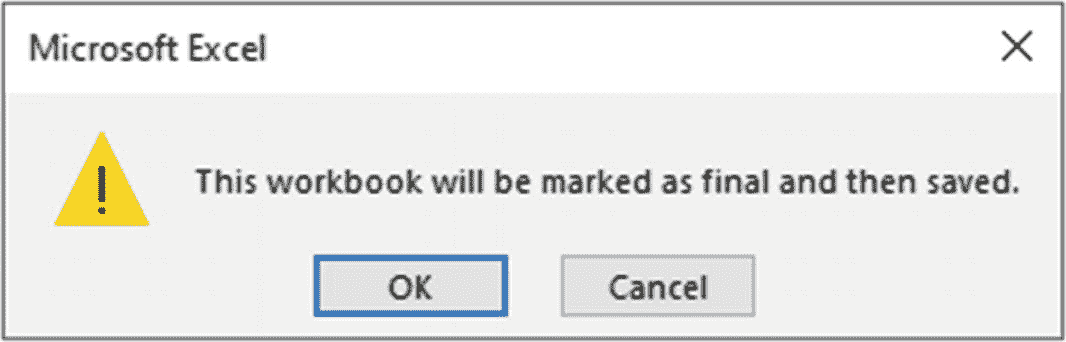 Microsoft Excel
This workbook will be marked as final and then saved.
OK Cancel